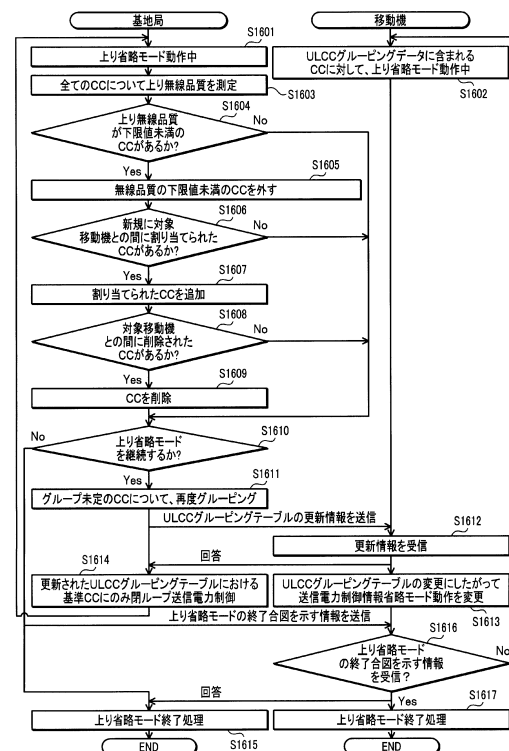 基地局
移動機
S1601
上り省略モード動作中
ULCCグルーピングデータに含まれる
CCに対して、上り省略モード動作中
S1602
全てのCCについて上り無線品質を測定
S1603
S1604
上り無線品質
が下限値未満の
CCがあるか?
No
Yes
S1605
無線品質の下限値未満のCCを外す
S1606
新規に対象
移動機との間に割り当てられた
CCがあるか?
No
Yes
S1607
割り当てられたCCを追加
S1608
対象移動機
との間に削除された
CCがあるか?
No
Yes
S1609
CCを削除
No
S1610
上り省略モード
を継続するか?
Yes
S1611
グループ未定のCCについて、再度グルーピング
ULCCグルーピングテーブルの更新情報を送信
S1612
更新情報を受信
回答
S1614
更新されたULCCグルーピングテーブルにおける
基準CCにのみ閉ループ送信電力制御
ULCCグルーピングテーブルの変更にしたがって
送信電力制御情報省略モード動作を変更
S1613
上り省略モードの終了合図を示す情報を送信
S1616
上り省略モード
の終了合図を示す情報
を受信?
No
Yes
回答
S1617
上り省略モード終了処理
S1615
上り省略モード終了処理
END
END